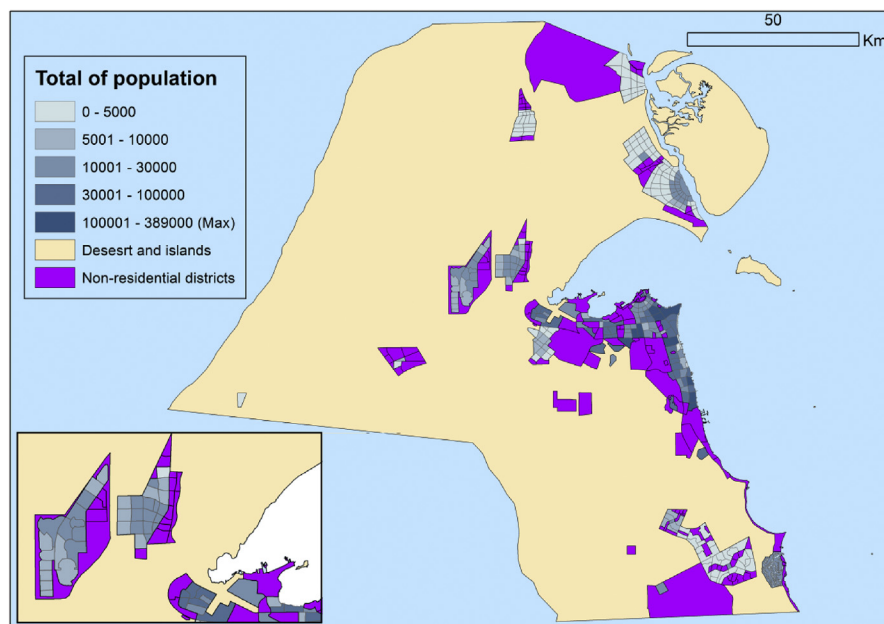 50
Km
Total of population
0 - 5000
5001 - 10000
10001 - 30000
30001 - 100000
100001 - 389000 (Max)
Desesrt and islands
Non-residential districts